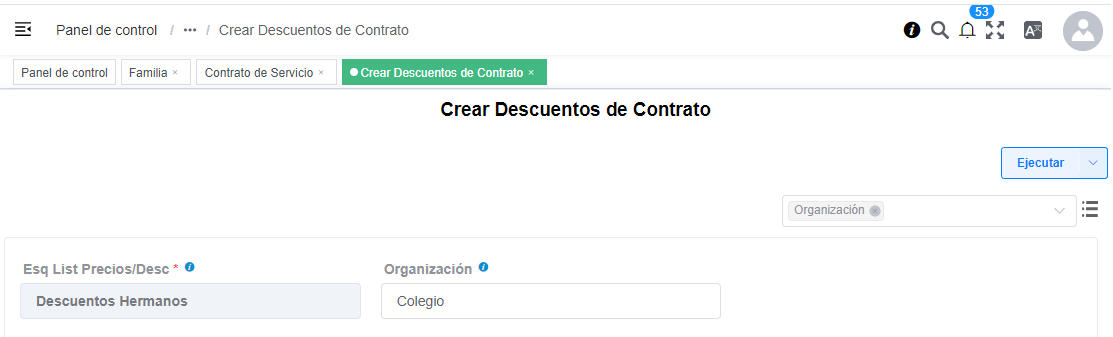 53
Panel de control / ••• / Crear Descuentos de Contrato
Panel de control Familia × Contrato de Servicio × Crear Descuentos de Contrato ×
Crear Descuentos de Contrato
Ejecutar
Organización
Esq List Precios/Desc * Organización
Descuentos Hermanos Colegio